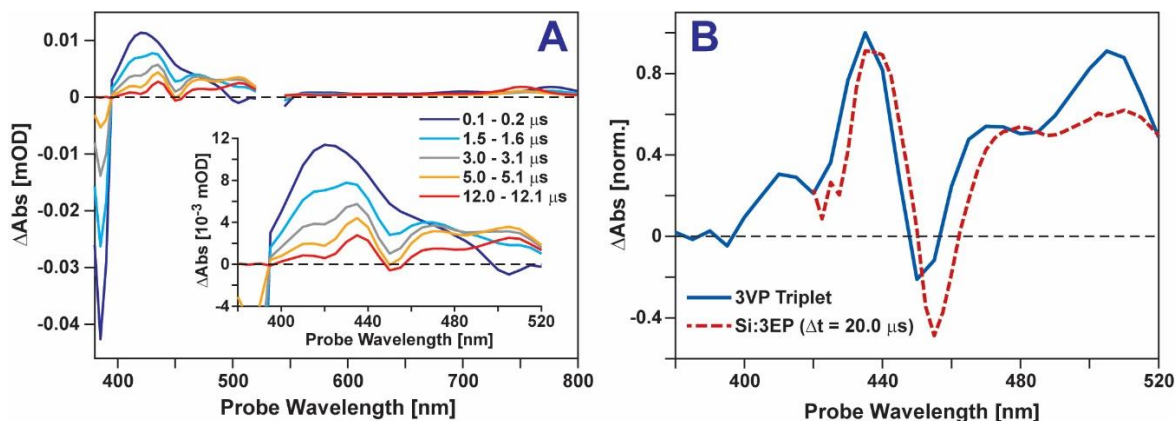 A
0.01
0
-0.01
-0.02
-0.03
-0.04
ΔAbs [mOD]
400
500
600
700
800
Probe Wavelength [nm]
0.1 - 0.2 μs
1.5 - 1.6 μs
3.0 - 3.1 μs
5.0 - 5.1 μs
12.0 - 12.1 μs
12
8
4
0
-4
ΔAbs [10⁻³ mOD]
400
440
480
520
Probe Wavelength [nm]
B
0.8
0.4
0
-0.4
ΔAbs [norm.]
3VP Triplet
Si:3EP (Δt = 20.0 μs)
400
440
480
520
Probe Wavelength [nm]